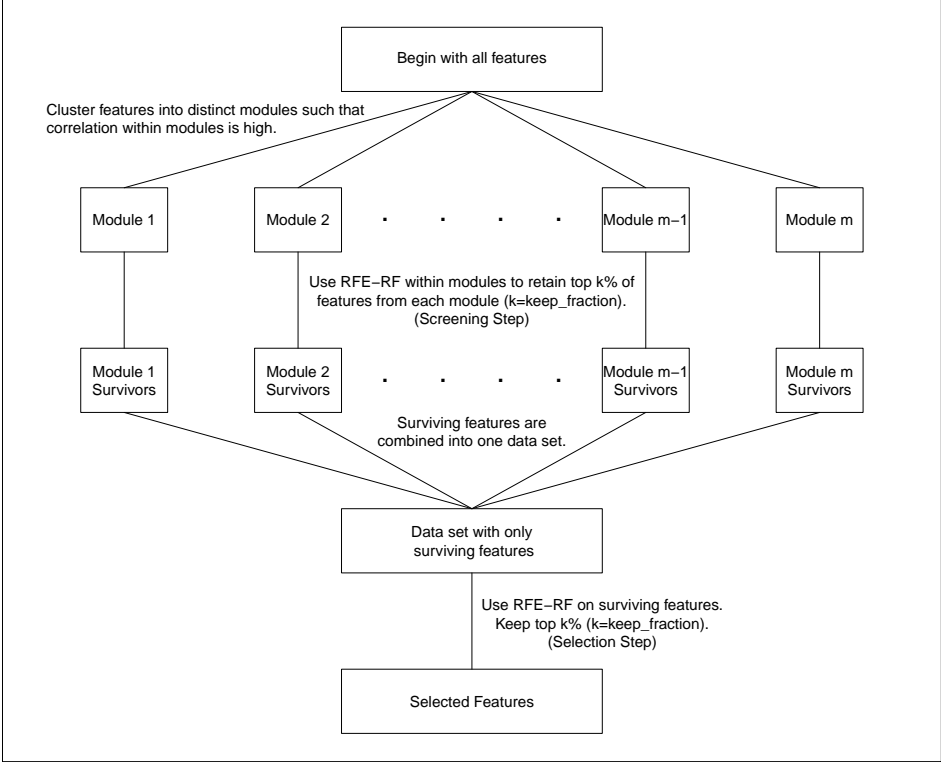 Begin with all features
Cluster features into distinct modules such that
correlation within modules is high.
Module 1
Module 2
Module m−1
Module m
Use RFE−RF within modules to retain top k% of
features from each module (k=keep_fraction).
(Screening Step)
Module 1
Survivors
Module 2
Survivors
Module m−1
Survivors
Module m
Survivors
Surviving features are
combined into one data set.
Data set with only
surviving features
Use RFE−RF on surviving features.
Keep top k% (k=keep_fraction).
(Selection Step)
Selected Features